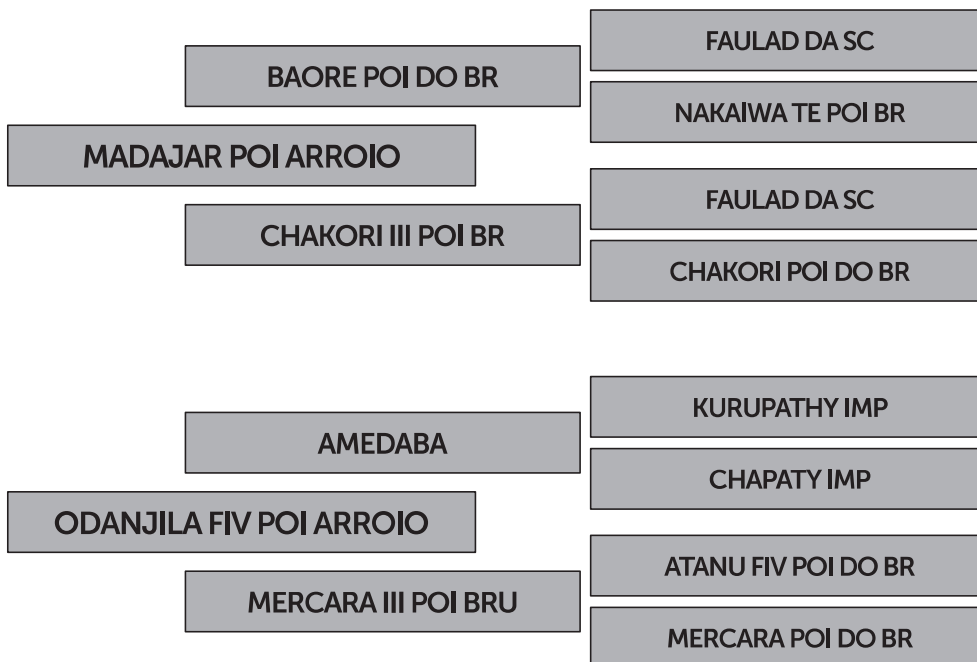 FAULAD DA SC
BAORE POI DO BR
NAKAIWA TE POI BR
MADAJAR POI ARROIO
FAULAD DA SC
CHAKORI III POI BR
CHAKORI POI DO BR
KURUPATHY IMP
AMEDABA
CHAPATY IMP
ODANJILA FIV POI ARROIO
ATANU FIV POI DO BR
MERCARA III POI BRU
MERCARA POI DO BR